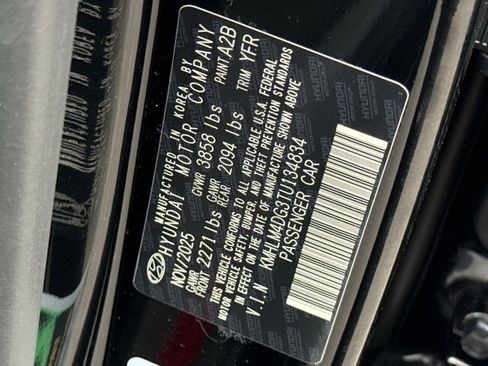 MANUFACTURED IN KOREA BY
HYUNDAI MOTOR COMPANY
NOV/2025 GVWR 3858 lbs PAINT A2B
GAWR FRONT 2271 lbs GAWR REAR 2094 lbs TRIM YFR
THIS VEHICLE CONFORMS TO ALL APPLICABLE U.S.A. FEDERAL
MOTOR VEHICLE SAFETY, BUMPER, AND THEFT PREVENTION STANDARDS
IN EFFECT ON THE DATE OF MANUFACTURE SHOWN ABOVE
V.I.N KMHLM4DG3TU134834
PASSENGER CAR
HYUNDAI